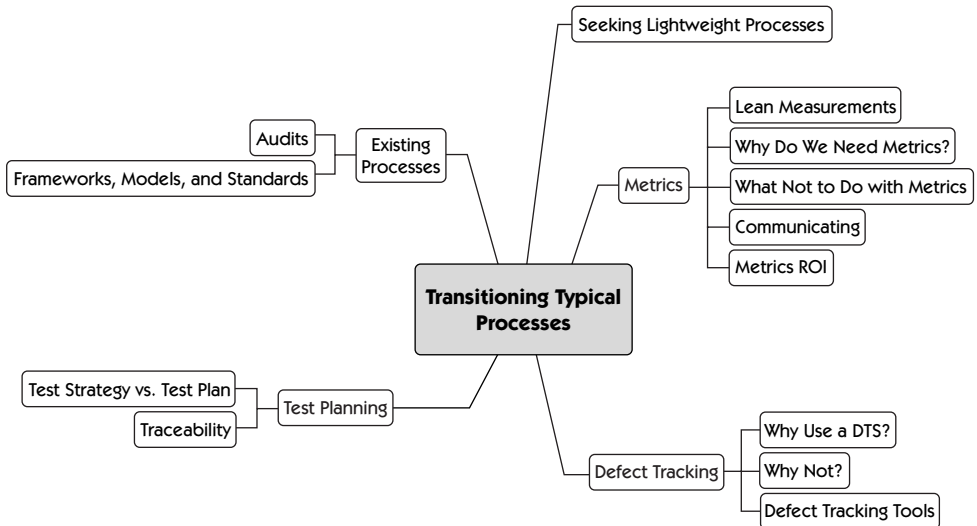 Seeking Lightweight Processes
Lean Measurements
Audits
Existing
Processes
Why Do We Need Metrics?
Frameworks, Models, and Standards
Metrics
What Not to Do with Metrics
Communicating
Metrics ROI
Transitioning Typical
Processes
Test Strategy vs. Test Plan
Test Planning
Traceability
Why Use a DTS?
Defect Tracking
Why Not?
Defect Tracking Tools